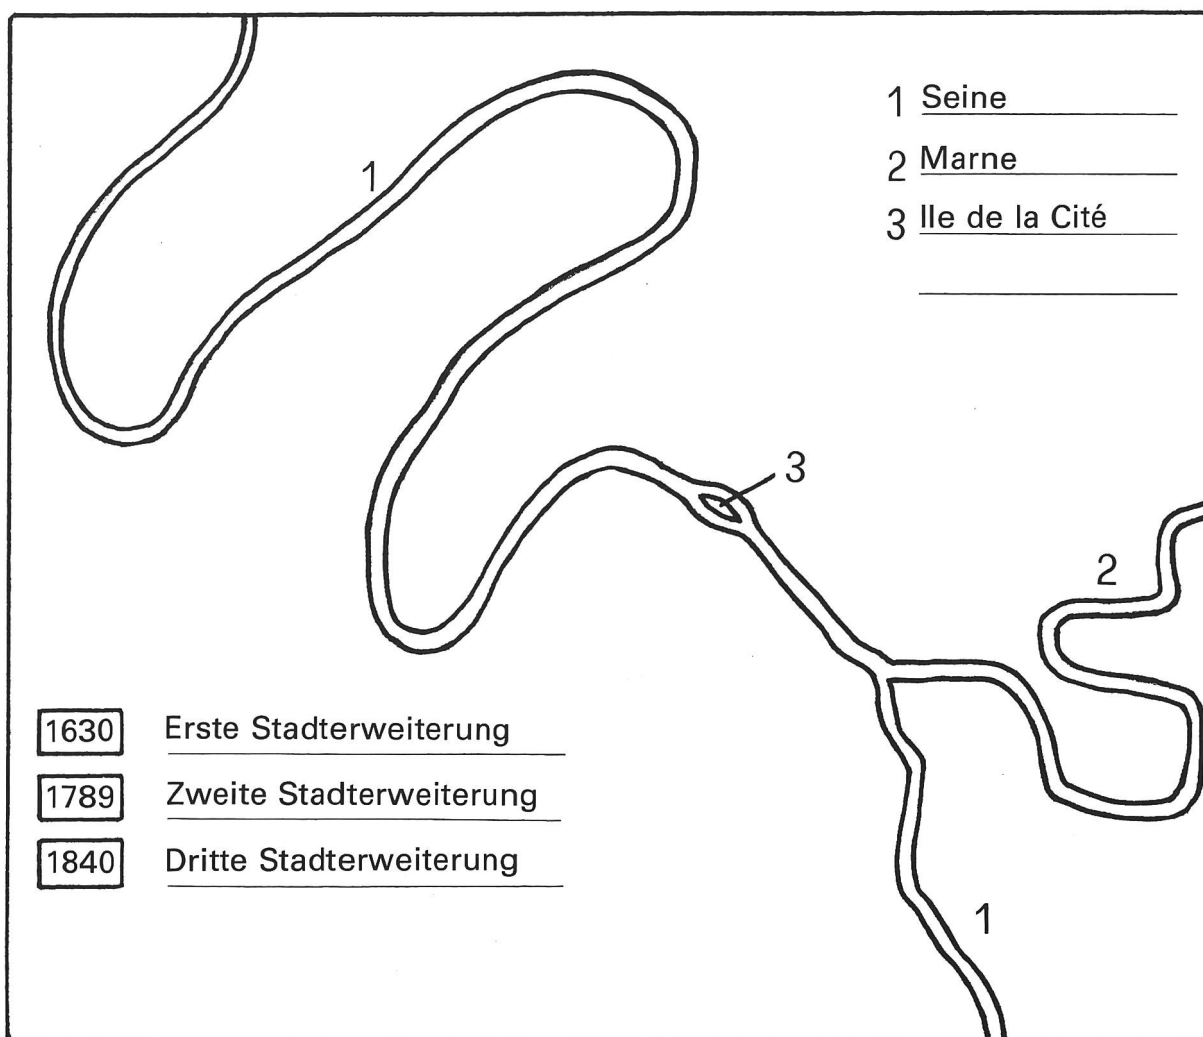 1 Seine
1
2 Marne
3 Ile de la Cité
3
2
1630 Erste Stadterweiterung
1789 Zweite Stadterweiterung
1840 Dritte Stadterweiterung
1